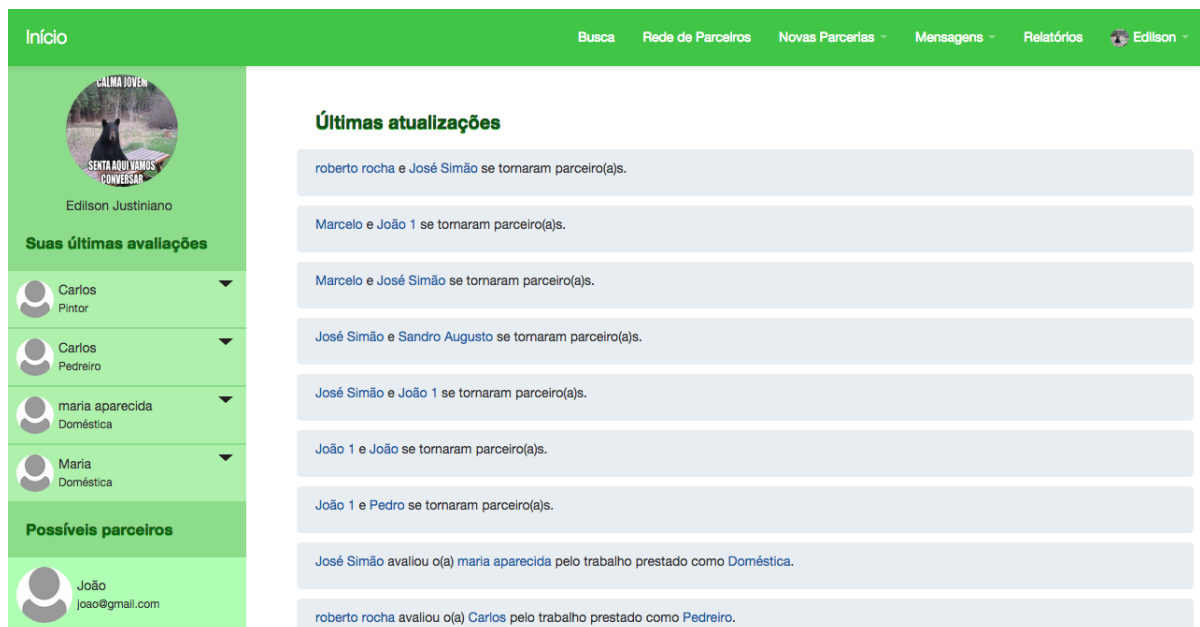 Início
Busca
Rede de Parceiros
Novas Parcerias
Mensagens
Relatórios
Edilson
CALMA JOVEM
SENTA AQUI VAMOS
CONVERSAR
Edilson Justiniano
Suas últimas avaliações
Carlos
Pintor
Carlos
Pedreiro
maria aparecida
Doméstica
Maria
Doméstica
Possíveis parceiros
João
joao@gmail.com
Últimas atualizações
roberto rocha e José Simão se tornaram parceiro(a)s.
Marcelo e João 1 se tornaram parceiro(a)s.
Marcelo e José Simão se tornaram parceiro(a)s.
José Simão e Sandro Augusto se tornaram parceiro(a)s.
José Simão e João 1 se tornaram parceiro(a)s.
João 1 e João se tornaram parceiro(a)s.
João 1 e Pedro se tornaram parceiro(a)s.
José Simão avaliou o(a) maria aparecida pelo trabalho prestado como Doméstica.
roberto rocha avaliou o(a) Carlos pelo trabalho prestado como Pedreiro.